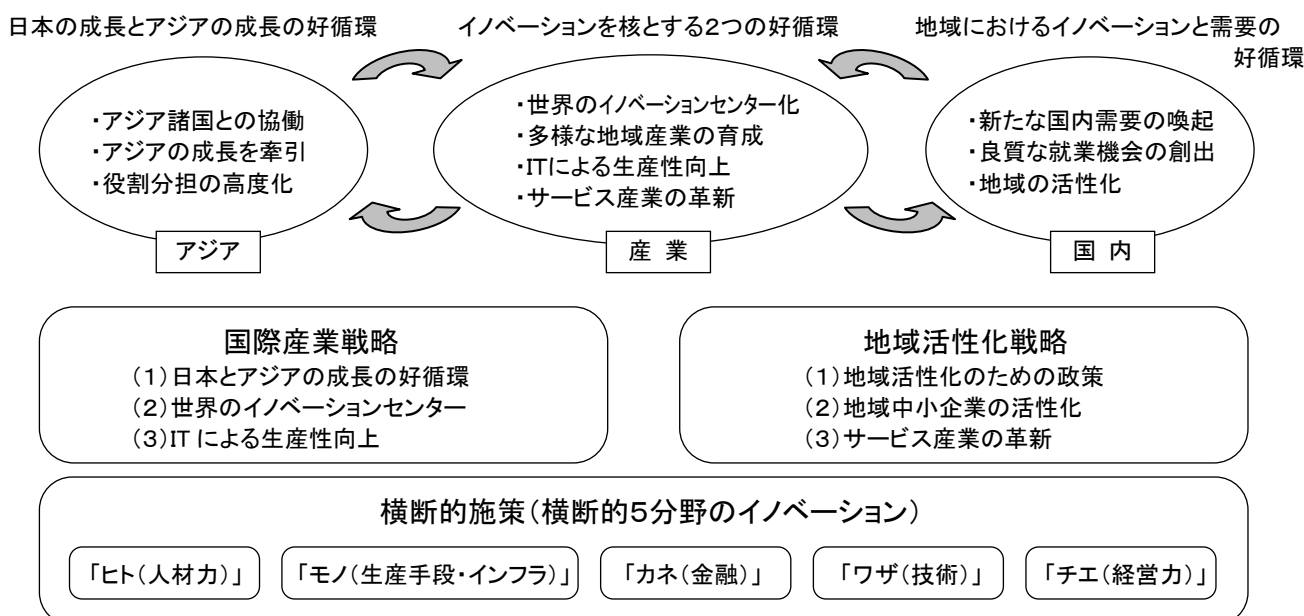 日本の成長とアジアの成長の好循環
イノベーションを核とする2つの好循環
地域におけるイノベーションと需要の
好循環
・アジア諸国との協働
・アジアの成長を牽引
・役割分担の高度化
アジア
・世界のイノベーションセンター化
・多様な地域産業の育成
・ITによる生産性向上
・サービス産業の革新
産 業
・新たな国内需要の喚起
・良質な就業機会の創出
・地域の活性化
国 内
国際産業戦略
(1)日本とアジアの成長の好循環
(2)世界のイノベーションセンター
(3)IT による生産性向上
地域活性化戦略
(1)地域活性化のための政策
(2)地域中小企業の活性化
(3)サービス産業の革新
横断的施策(横断的5分野のイノベーション)
「ヒト(人材力)」
「モノ(生産手段・インフラ)」
「カネ(金融)」
「ワザ(技術)」
「チエ(経営力)」